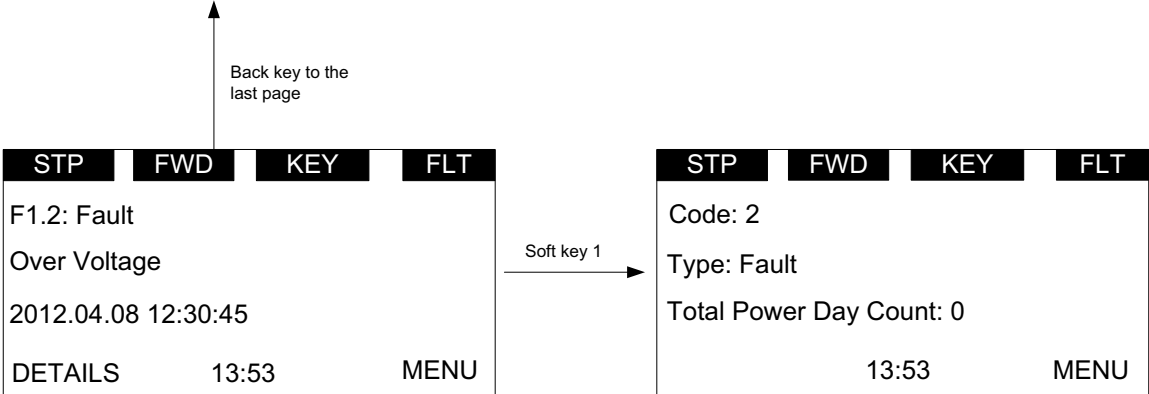 Back key to the
last page
STP FWD KEY FLT
F1.2: Fault
Over Voltage
2012.04.08 12:30:45
DETAILS 13:53 MENU
Soft key 1
STP FWD KEY FLT
Code: 2
Type: Fault
Total Power Day Count: 0
13:53 MENU